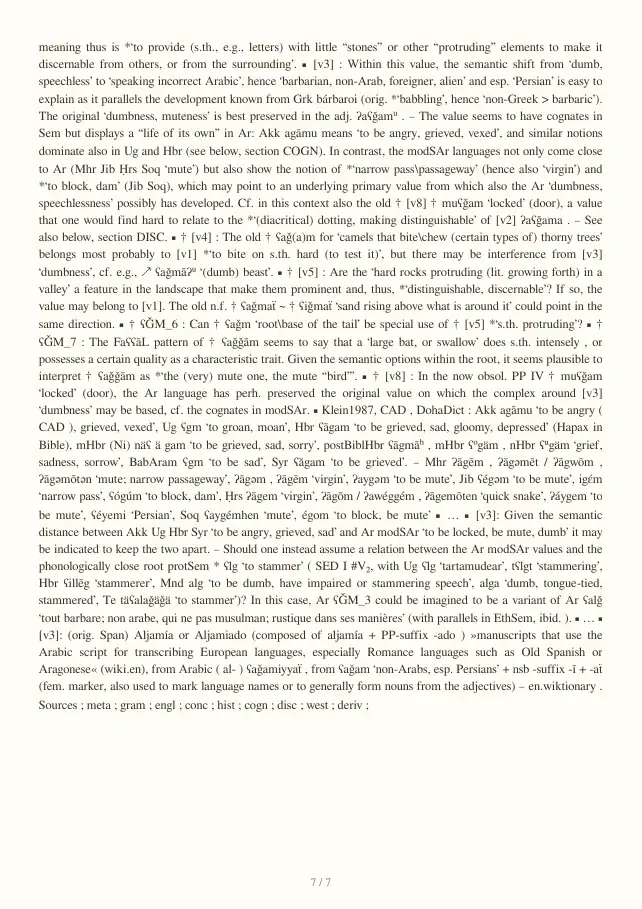 meaning thus is *‘to provide (s.th., e.g., letters) with little “stones” or other “protruding” elements to make it
discernable from others, or from the surrounding’. ▪ [v3] : Within this value, the semantic shift from ‘dumb,
speechless’ to ‘speaking incorrect Arabic’, hence ‘barbarian, non-Arab, foreigner, alien’ and esp. ‘Persian’ is easy to
explain as it parallels the development known from Grk bárbaroi (orig. *‘babbling’, hence ‘non-Greek > barbaric’).
The original ‘dumbness, muteness’ is best preserved in the adj. ʔaʕǧamᵘ . – The value seems to have cognates in
Sem but displays a “life of its own” in Ar: Akk agāmu means ‘to be angry, grieved, vexed’, and similar notions
dominate also in Ug and Hbr (see below, section COGN). In contrast, the modSAr languages not only come close
to Ar (Mhr Jib Ḥrs Soq ‘mute’) but also show the notion of *‘narrow pass\passageway’ (hence also ‘virgin’) and
*‘to block, dam’ (Jib Soq), which may point to an underlying primary value from which also the Ar ‘dumbness,
speechlessness’ possibly has developed. Cf. in this context also the old † [v8] † muʕǧam ‘locked’ (door), a value
that one would find hard to relate to the *‘(diacritical) dotting, making distinguishable’ of [v2] ʔaʕǧama . – See
also below, section DISC. ▪ † [v4] : The old † ʕaǧ(a)m for ‘camels that bite\chew (certain types of) thorny trees’
belongs most probably to [v1] *‘to bite on s.th. hard (to test it)’, but there may be interference from [v3]
‘dumbness’, cf. e.g., ↗ ʕaǧmāʔᵘ ‘(dumb) beast’. ▪ † [v5] : Are the ‘hard rocks protruding (lit. growing forth) in a
valley’ a feature in the landscape that make them prominent and, thus, *‘distinguishable, discernable’? If so, the
value may belong to [v1]. The old n.f. † ʕaǧmaẗ ~ † ʕiǧmaẗ ‘sand rising above what is around it’ could point in the
same direction. ▪ † ʕǦM_6 : Can † ʕaǧm ‘root\base of the tail’ be special use of † [v5] *‘s.th. protruding’? ▪ †
ʕǦM_7 : The FaʕʕāL pattern of † ʕaǧǧām seems to say that a ‘large bat, or swallow’ does s.th. intensely , or
possesses a certain quality as a characteristic trait. Given the semantic options within the root, it seems plausible to
interpret † ʕaǧǧām as *‘the (very) mute one, the mute “bird”’. ▪ † [v8] : In the now obsol. PP IV † muʕǧam
‘locked’ (door), the Ar language has perh. preserved the original value on which the complex around [v3]
‘dumbness’ may be based, cf. the cognates in modSAr. ▪ Klein1987, CAD , DohaDict : Akk agāmu ‘to be angry (
CAD ), grieved, vexed’, Ug ʕgm ‘to groan, moan’, Hbr ʕāgam ‘to be grieved, sad, gloomy, depressed’ (Hapax in
Bible), mHbr (Ni) näʕ ä gam ‘to be grieved, sad, sorry’, postBiblHbr ʕāgmāʰ , mHbr ʕᵒgäm , nHbr ʕᵃgäm ‘grief,
sadness, sorrow’, BabAram ʕgm ‘to be sad’, Syr ʕāgam ‘to be grieved’. – Mhr ʔāgēm , ʔāgəmēt / ʔāgwōm ,
ʔāgəmōtən ‘mute; narrow passageway’, ʔāgəm , ʔāgēm ‘virgin’, ʔaygəm ‘to be mute’, Jib ʕégəm ‘to be mute’, igém
‘narrow pass’, ʕógúm ‘to block, dam’, Ḥrs ʔāgem ‘virgin’, ʔāgōm / ʔawéggém , ʔāgemōten ‘quick snake’, ʔáygem ‘to
be mute’, ʕéyemi ‘Persian’, Soq ʕaygémhen ‘mute’, égom ‘to block, be mute’ ▪ … ▪ [v3]: Given the semantic
distance between Akk Ug Hbr Syr ‘to be angry, grieved, sad’ and Ar modSAr ‘to be locked, be mute, dumb’ it may
be indicated to keep the two apart. – Should one instead assume a relation between the Ar modSAr values and the
phonologically close root protSem * ʕlg ‘to stammer’ ( SED I #V₂, with Ug ʕlg ‘tartamudear’, tʕlgt ‘stammering’,
Hbr ʕillēg ‘stammerer’, Mnd alg ‘to be dumb, have impaired or stammering speech’, alga ‘dumb, tongue-tied,
stammered’, Te täʕalaǧäǧä ‘to stammer’)? In this case, Ar ʕǦM_3 could be imagined to be a variant of Ar ʕalǧ
‘tout barbare; non arabe, qui ne pas musulman; rustique dans ses manières’ (with parallels in EthSem, ibid. ). ▪ … ▪
[v3]: (orig. Span) Aljamía or Aljamiado (composed of aljamía + PP-suffix -ado ) »manuscripts that use the
Arabic script for transcribing European languages, especially Romance languages such as Old Spanish or
Aragonese« (wiki.en), from Arabic ( al- ) ʕaǧamiyyaẗ , from ʕaǧam ‘non-Arabs, esp. Persians’ + nsb -suffix -ī + -aẗ
(fem. marker, also used to mark language names or to generally form nouns from the adjectives) – en.wiktionary .
Sources ; meta ; gram ; engl ; conc ; hist ; cogn ; disc ; west ; deriv ;
7 / 7